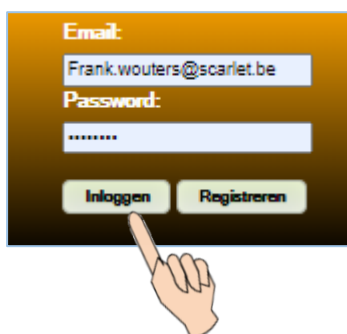 Email:
Frank.wouters@scarlet.be
Password:
••••••••
Inloggen Registreren